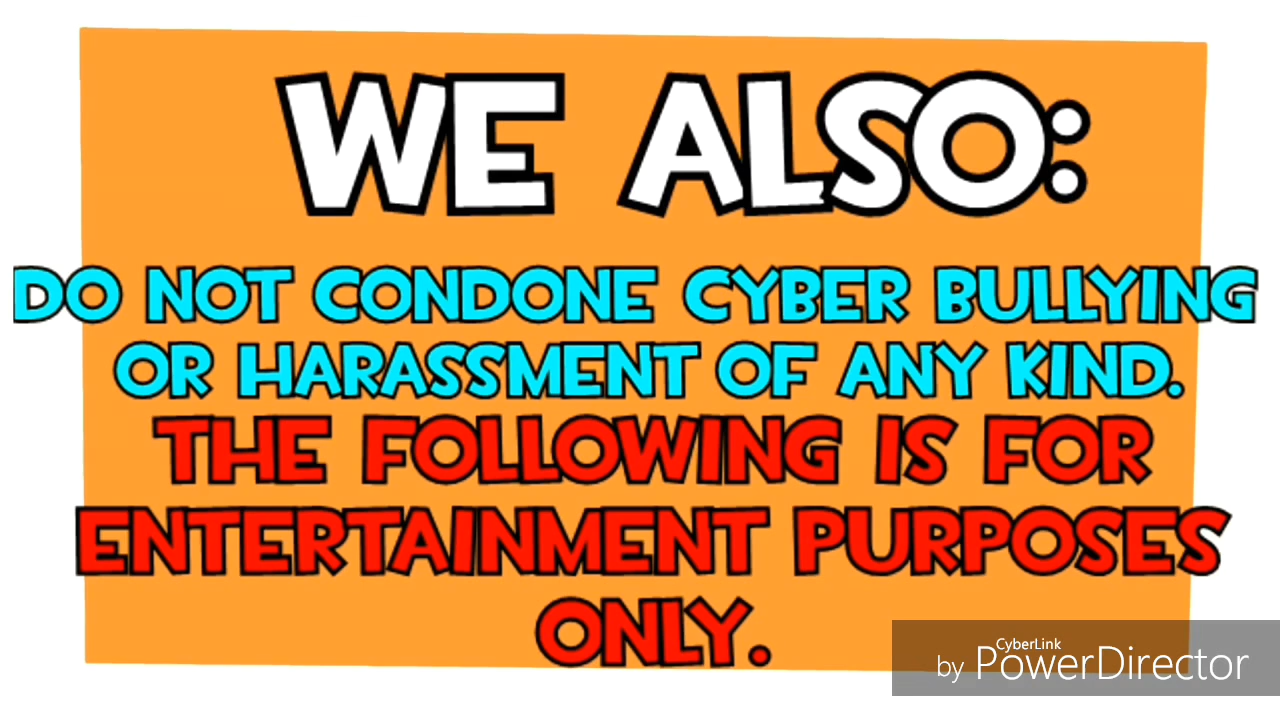 WE ALSO:
DO NOT CONDONE CYBER BULLYING
OR HARASSMENT OF ANY KIND.
THE FOLLOWING IS FOR
ENTERTAINMENT PURPOSES
ONLY.
CyberLink
by PowerDirector